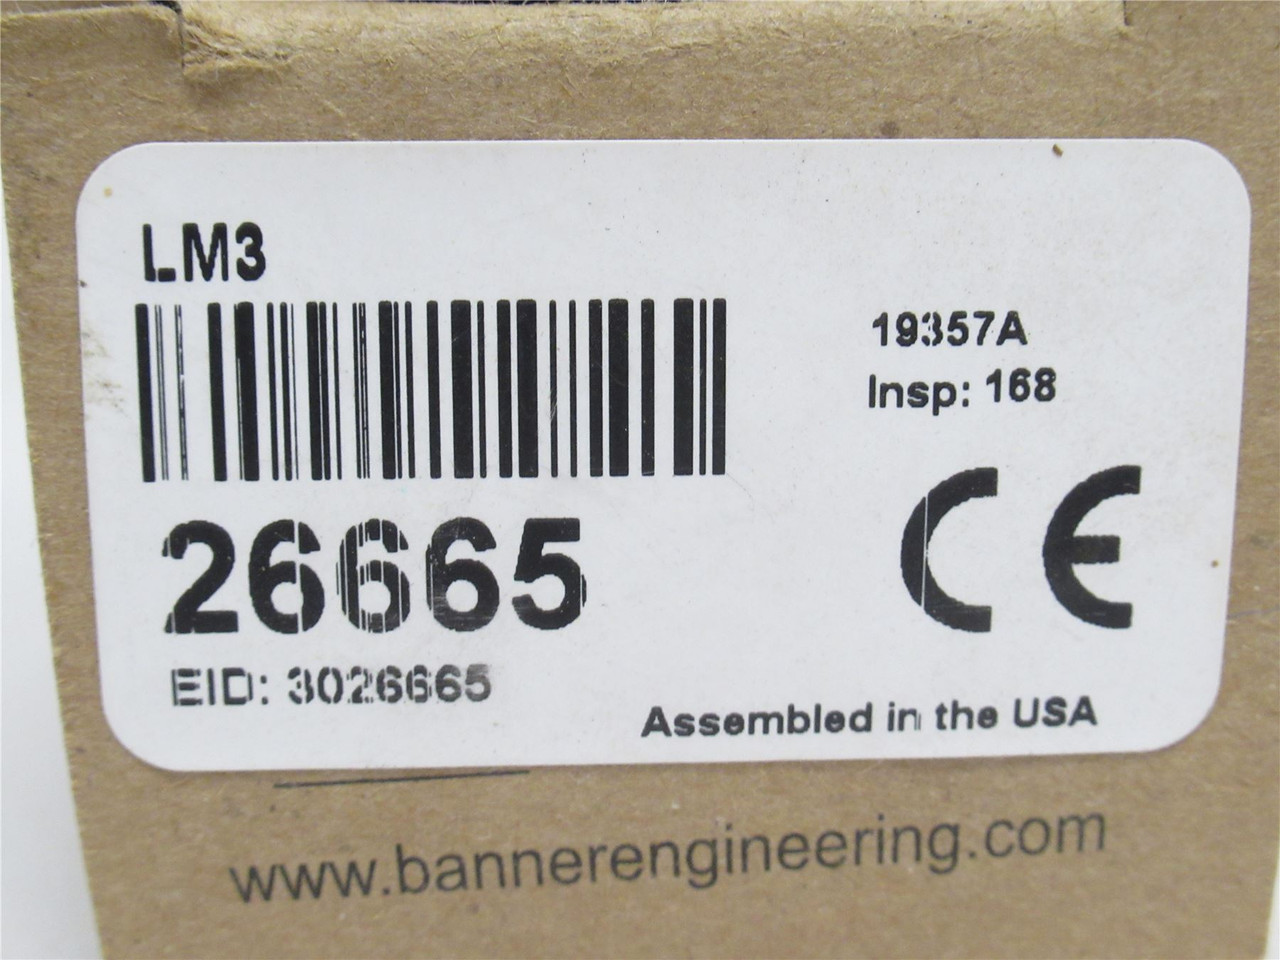 LM3
19357A
Insp: 168
26665
CE
EID: 3026665
Assembled in the USA
www.bannerengineering.com